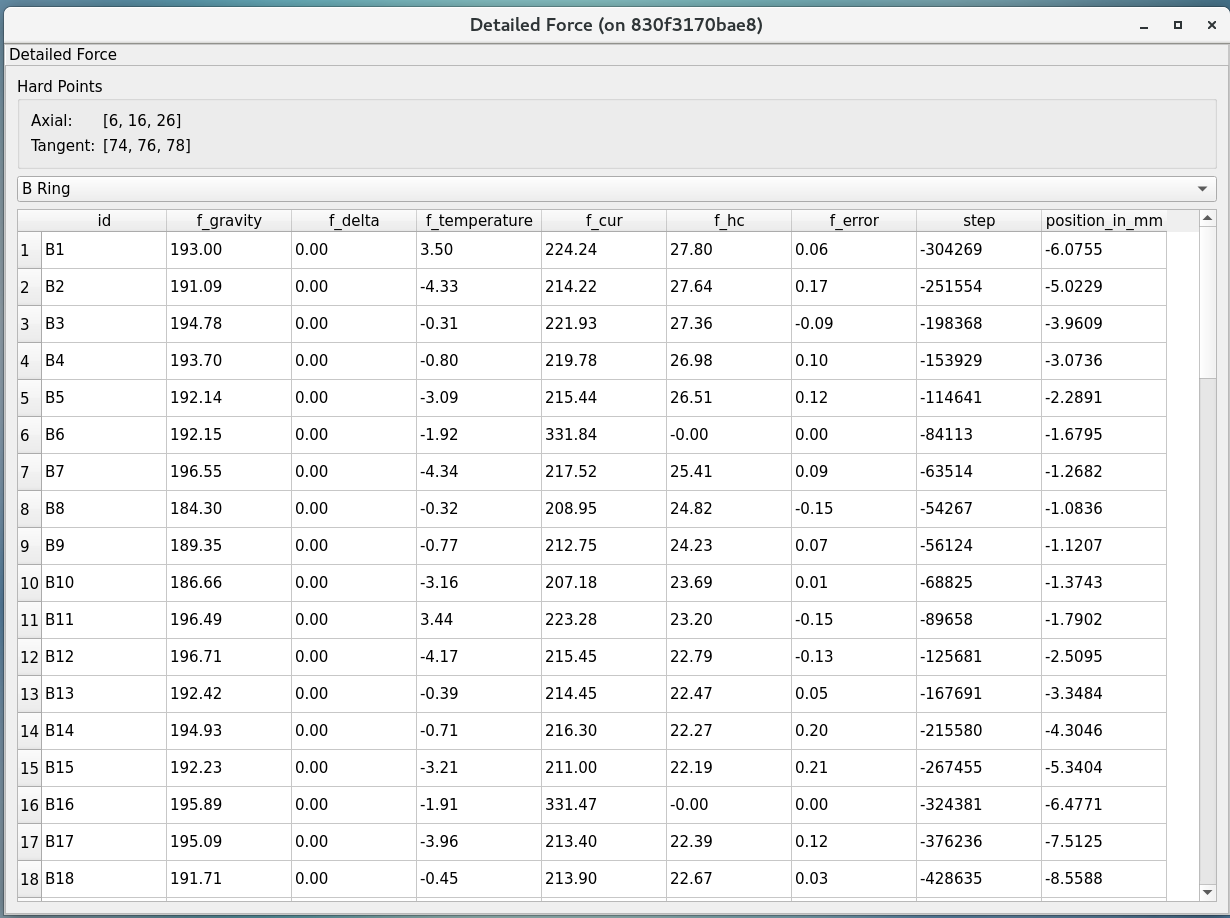 Detailed Force (on 830f3170bae8)
Detailed Force
Hard Points
Axial: [6, 16, 26]
Tangent: [74, 76, 78]
B Ring
id f_gravity f_delta f_temperature f_cur f_hc f_error step position_in_mm
1 B1 193.00 0.00 3.50 224.24 27.80 0.06 -304269 -6.0755
2 B2 191.09 0.00 -4.33 214.22 27.64 0.17 -251554 -5.0229
3 B3 194.78 0.00 -0.31 221.93 27.36 -0.09 -198368 -3.9609
4 B4 193.70 0.00 -0.80 219.78 26.98 0.10 -153929 -3.0736
5 B5 192.14 0.00 -3.09 215.44 26.51 0.12 -114641 -2.2891
6 B6 192.15 0.00 -1.92 331.84 -0.00 0.00 -84113 -1.6795
7 B7 196.55 0.00 -4.34 217.52 25.41 0.09 -63514 -1.2682
8 B8 184.30 0.00 -0.32 208.95 24.82 -0.15 -54267 -1.0836
9 B9 189.35 0.00 -0.77 212.75 24.23 0.07 -56124 -1.1207
10 B10 186.66 0.00 -3.16 207.18 23.69 0.01 -68825 -1.3743
11 B11 196.49 0.00 3.44 223.28 23.20 -0.15 -89658 -1.7902
12 B12 196.71 0.00 -4.17 215.45 22.79 -0.13 -125681 -2.5095
13 B13 192.42 0.00 -0.39 214.45 22.47 0.05 -167691 -3.3484
14 B14 194.93 0.00 -0.71 216.30 22.27 0.20 -215580 -4.3046
15 B15 192.23 0.00 -3.21 211.00 22.19 0.21 -267455 -5.3404
16 B16 195.89 0.00 -1.91 331.47 -0.00 0.00 -324381 -6.4771
17 B17 195.09 0.00 -3.96 213.40 22.39 0.12 -376236 -7.5125
18 B18 191.71 0.00 -0.45 213.90 22.67 0.03 -428635 -8.5588